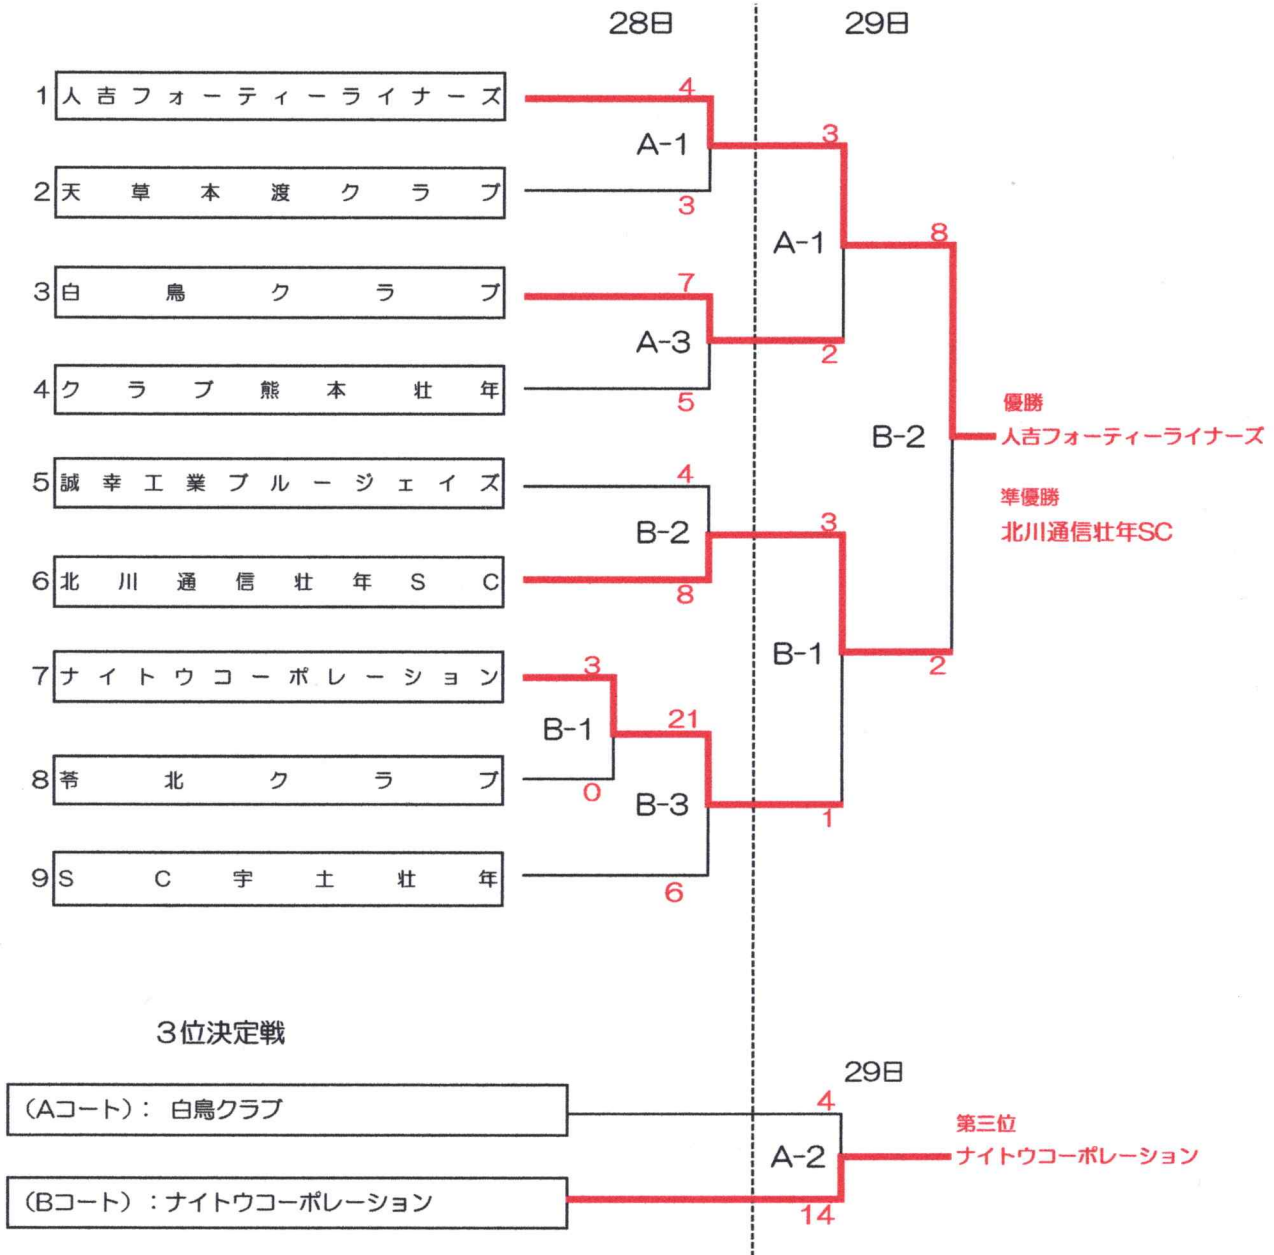 28日 29日
1 人吉フォーティーライナーズ 4
A-1 3
2 天草本渡クラブ 3
A-1 8
3 白鳥クラブ 7
A-3 2
4 クラブ熊本壮年 5
優勝
B-2 人吉フォーティーライナーズ
5 誠幸工業ブルージェイズ 4
準優勝
B-2 3 北川通信壮年SC
6 北川通信壮年SC 8
B-1 2
7 ナイトウコーポレーション 3
B-1 21
8 苓北クラブ 0
B-3 1
9 SC宇土壮年 6
3位決定戦
29日
(Aコート): 白鳥クラブ 4
第三位
A-2 ナイトウコーポレーション
(Bコート):ナイトウコーポレーション 14